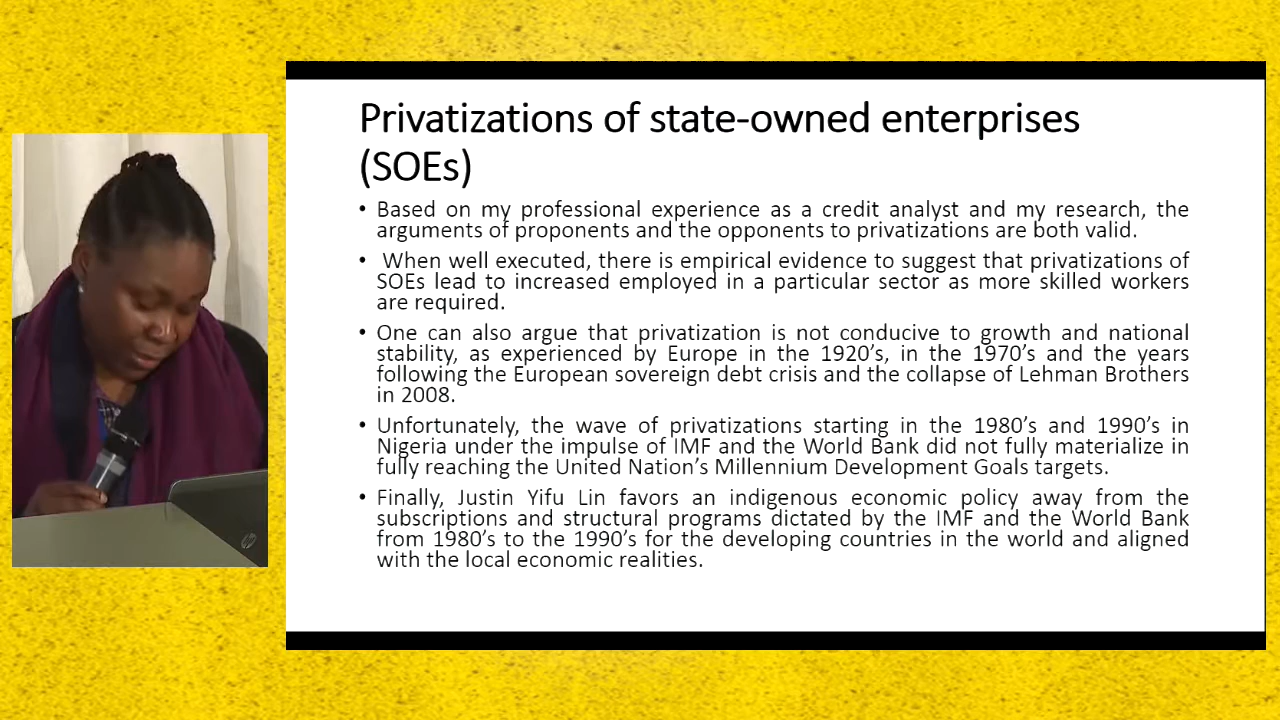 Privatizations of state-owned enterprises
(SOEs)
• Based on my professional experience as a credit analyst and my research, the
arguments of proponents and the opponents to privatizations are both valid.
• When well executed, there is empirical evidence to suggest that privatizations of
SOEs lead to increased employed in a particular sector as more skilled workers
are required.
• One can also argue that privatization is not conducive to growth and national
stability, as experienced by Europe in the 1920’s, in the 1970’s and the years
following the European sovereign debt crisis and the collapse of Lehman Brothers
in 2008.
• Unfortunately, the wave of privatizations starting in the 1980’s and 1990’s in
Nigeria under the impulse of IMF and the World Bank did not fully materialize in
fully reaching the United Nation’s Millennium Development Goals targets.
• Finally, Justin Yifu Lin favors an indigenous economic policy away from the
subscriptions and structural programs dictated by the IMF and the World Bank
from 1980’s to the 1990’s for the developing countries in the world and aligned
with the local economic realities.
hp